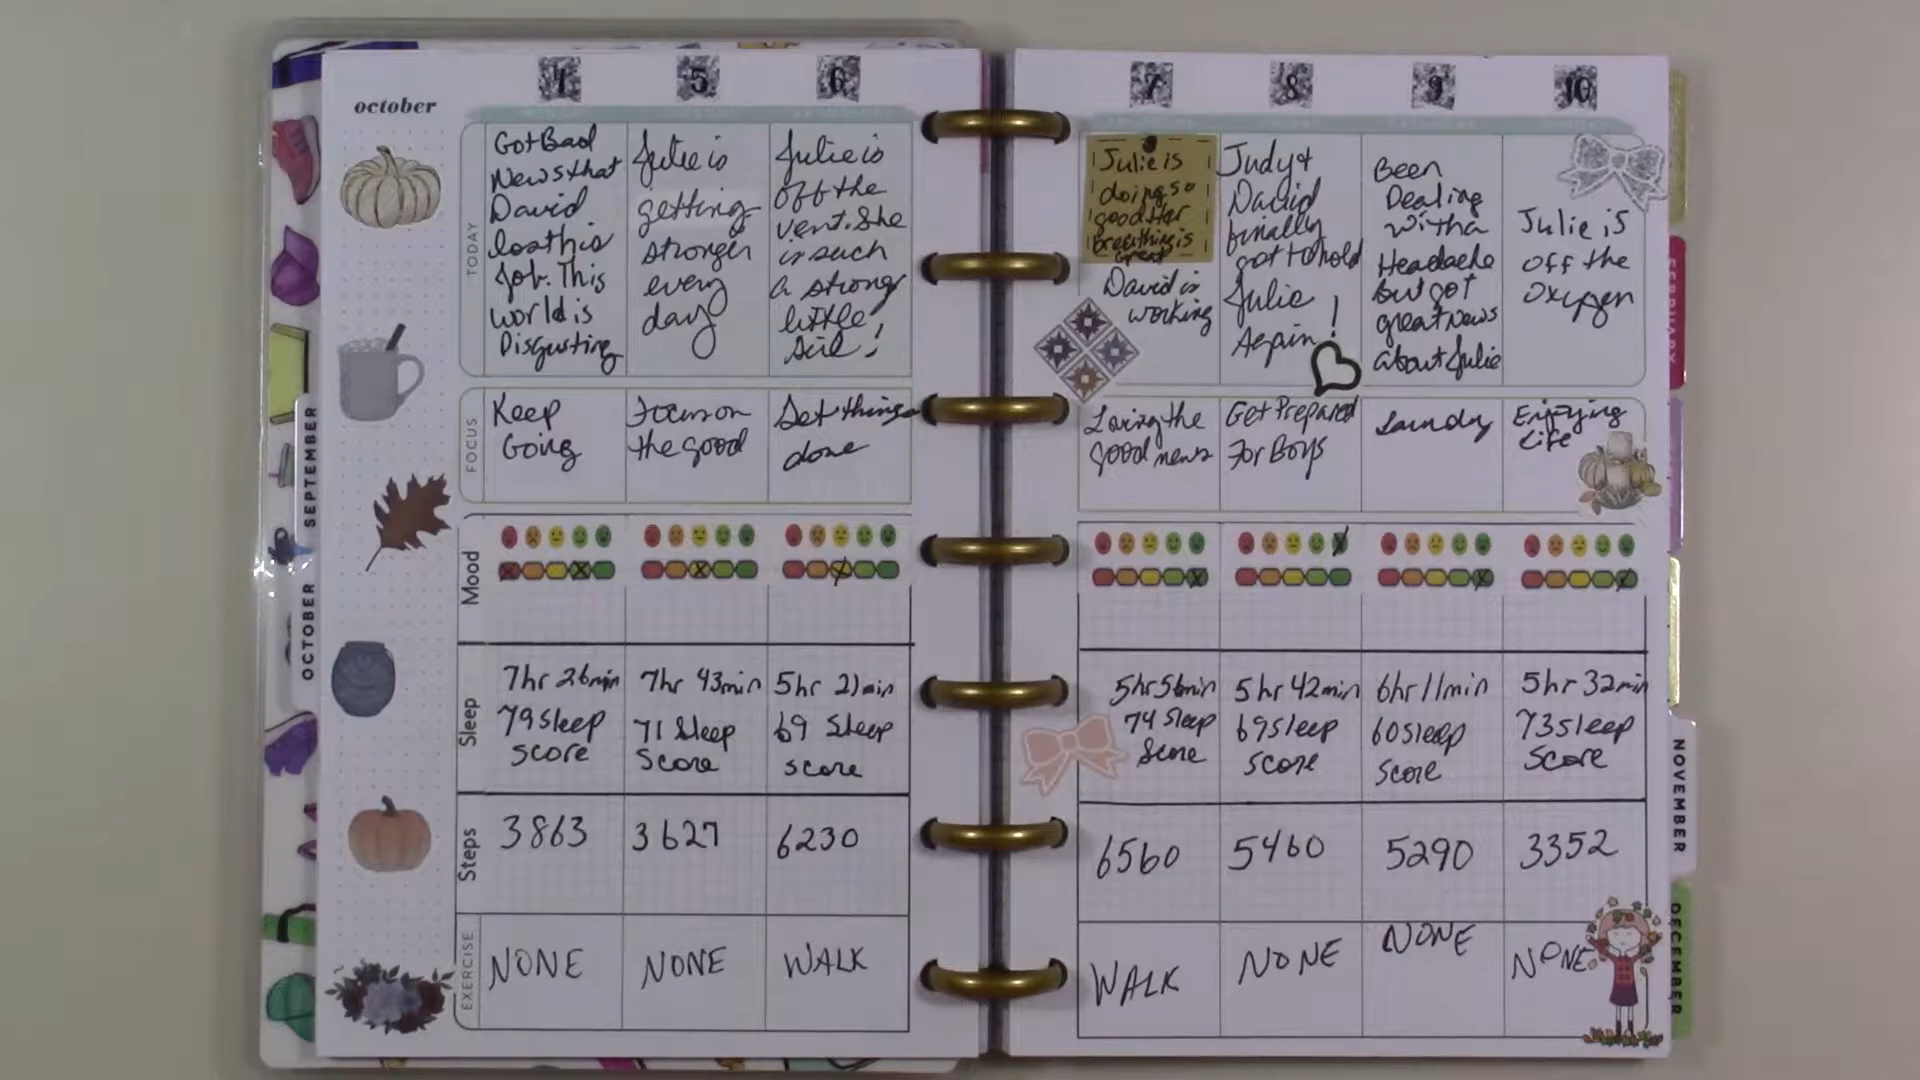 october
4
5
6
TODAY
Got Bad
News that
David
lost his
Job. This
world is
Disgusting
Julie is
getting
stronger
every
day
Julie is
off the
vent. She
is such
a strong
little
Girl!
FOCUS
Keep
Going
Focus on
the good
Get things
done
Mood
Sleep
7hr 26min
79 sleep
score
7hr 43min
71 sleep
score
5hr 21min
69 sleep
score
Steps
3863
3627
6230
EXERCISE
NONE
NONE
WALK
SEPTEMBER
OCTOBER
7
8
9
10
Julie is
doing so
good Her
breathing is
great
David is
working
Judy &
David
finally
got to hold
Julie
Again!
Been
Dealing
with a
Headache
but got
great News
about Julie
Julie is
off the
oxygen
Loving the
good news
Get Prepared
For Boys
Laundry
Enjoying
Life
5hr 56min
74 Sleep
Score
5hr 42min
69 sleep
score
6hr 11min
60 sleep
score
5hr 32min
73 sleep
score
6560
5460
5290
3352
WALK
NONE
NONE
NONE
FEBRUARY
NOVEMBER
DECEMBER